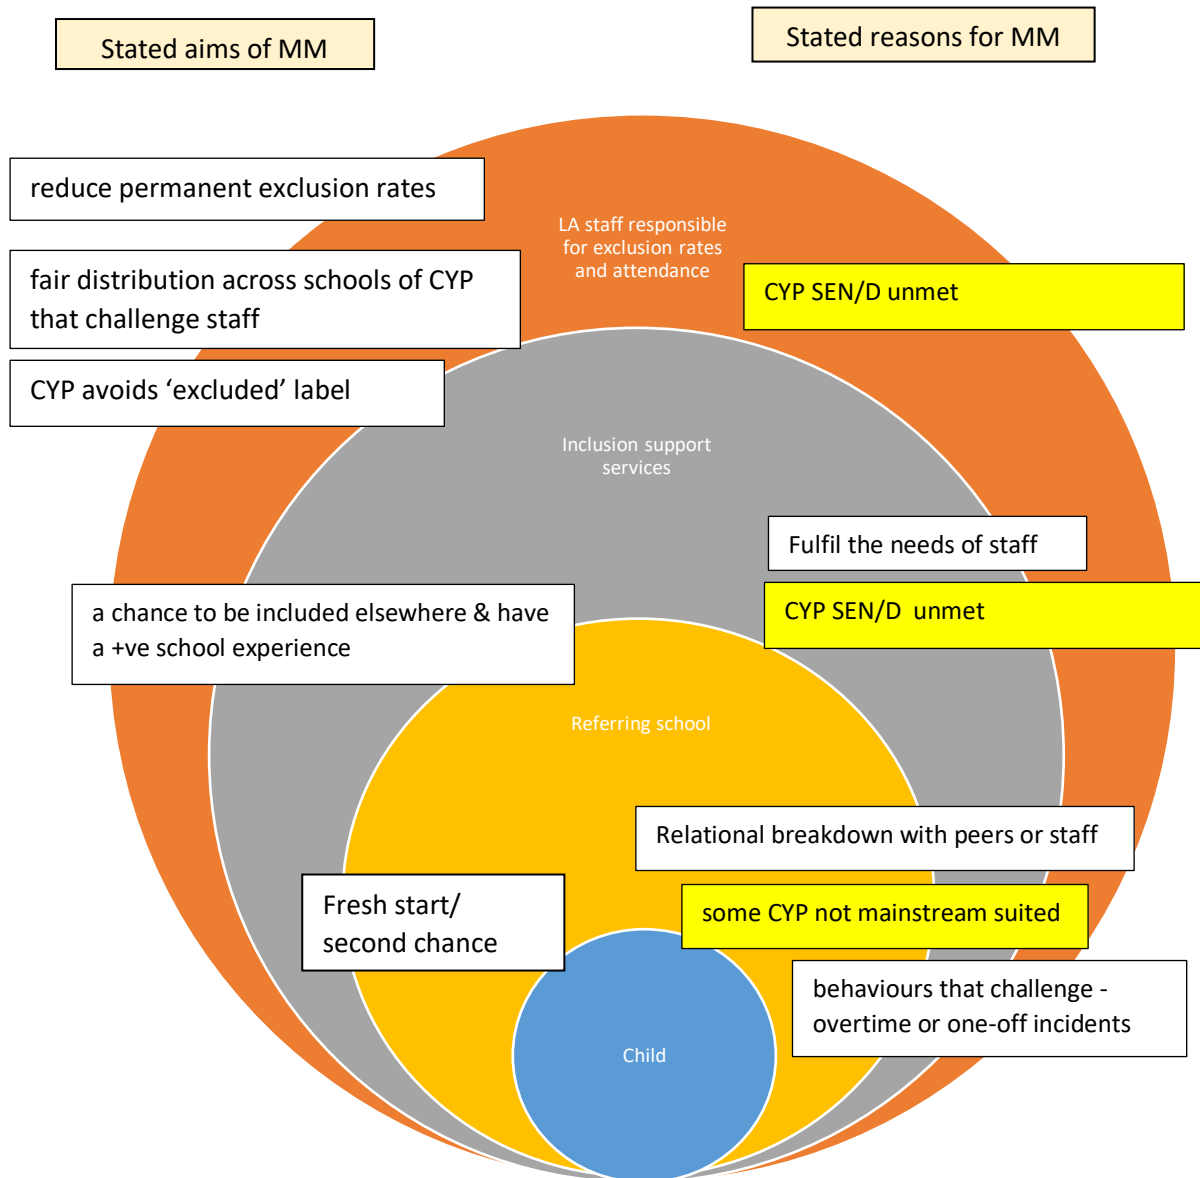 Stated aims of MM
Stated reasons for MM
reduce permanent exclusion rates
LA staff responsible
for exclusion rates
and attendance
fair distribution across schools of CYP
that challenge staff
CYP SEN/D unmet
CYP avoids ‘excluded’ label
Inclusion support
services
Fulfil the needs of staff
a chance to be included elsewhere & have
a +ve school experience
CYP SEN/D  unmet
Referring school
Relational breakdown with peers or staff
Fresh start/
second chance
some CYP not mainstream suited
behaviours that challenge -
overtime or one-off incidents
Child